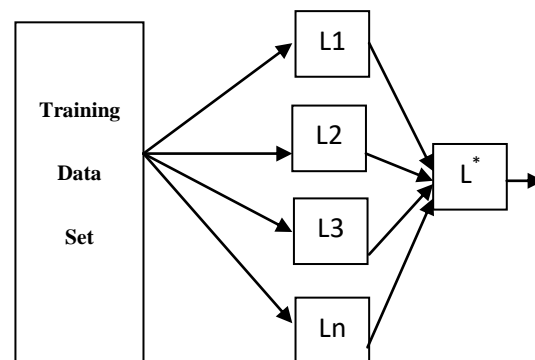 Training
Data
Set
L1
L2
L3
Ln
L*